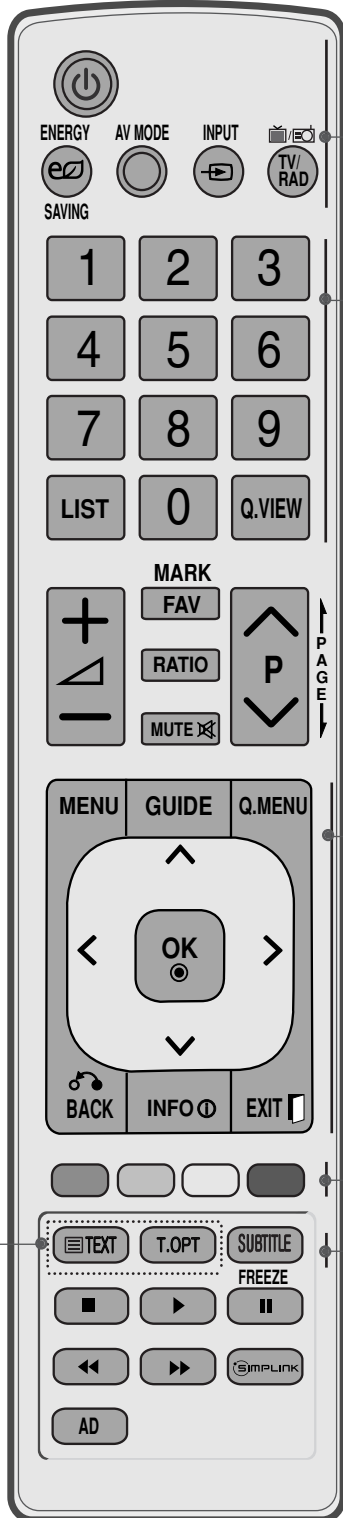 ENERGY AV MODE INPUT
TV/
RAD
SAVING
1 2 3
4 5 6
7 8 9
LIST 0 Q.VIEW
MARK
FAV
RATIO
MUTE
P
PAGE
MENU GUIDE Q.MENU
OK
BACK INFO EXIT
TEXT T.OPT SUBTITLE
FREEZE
SIMPLINK
AD